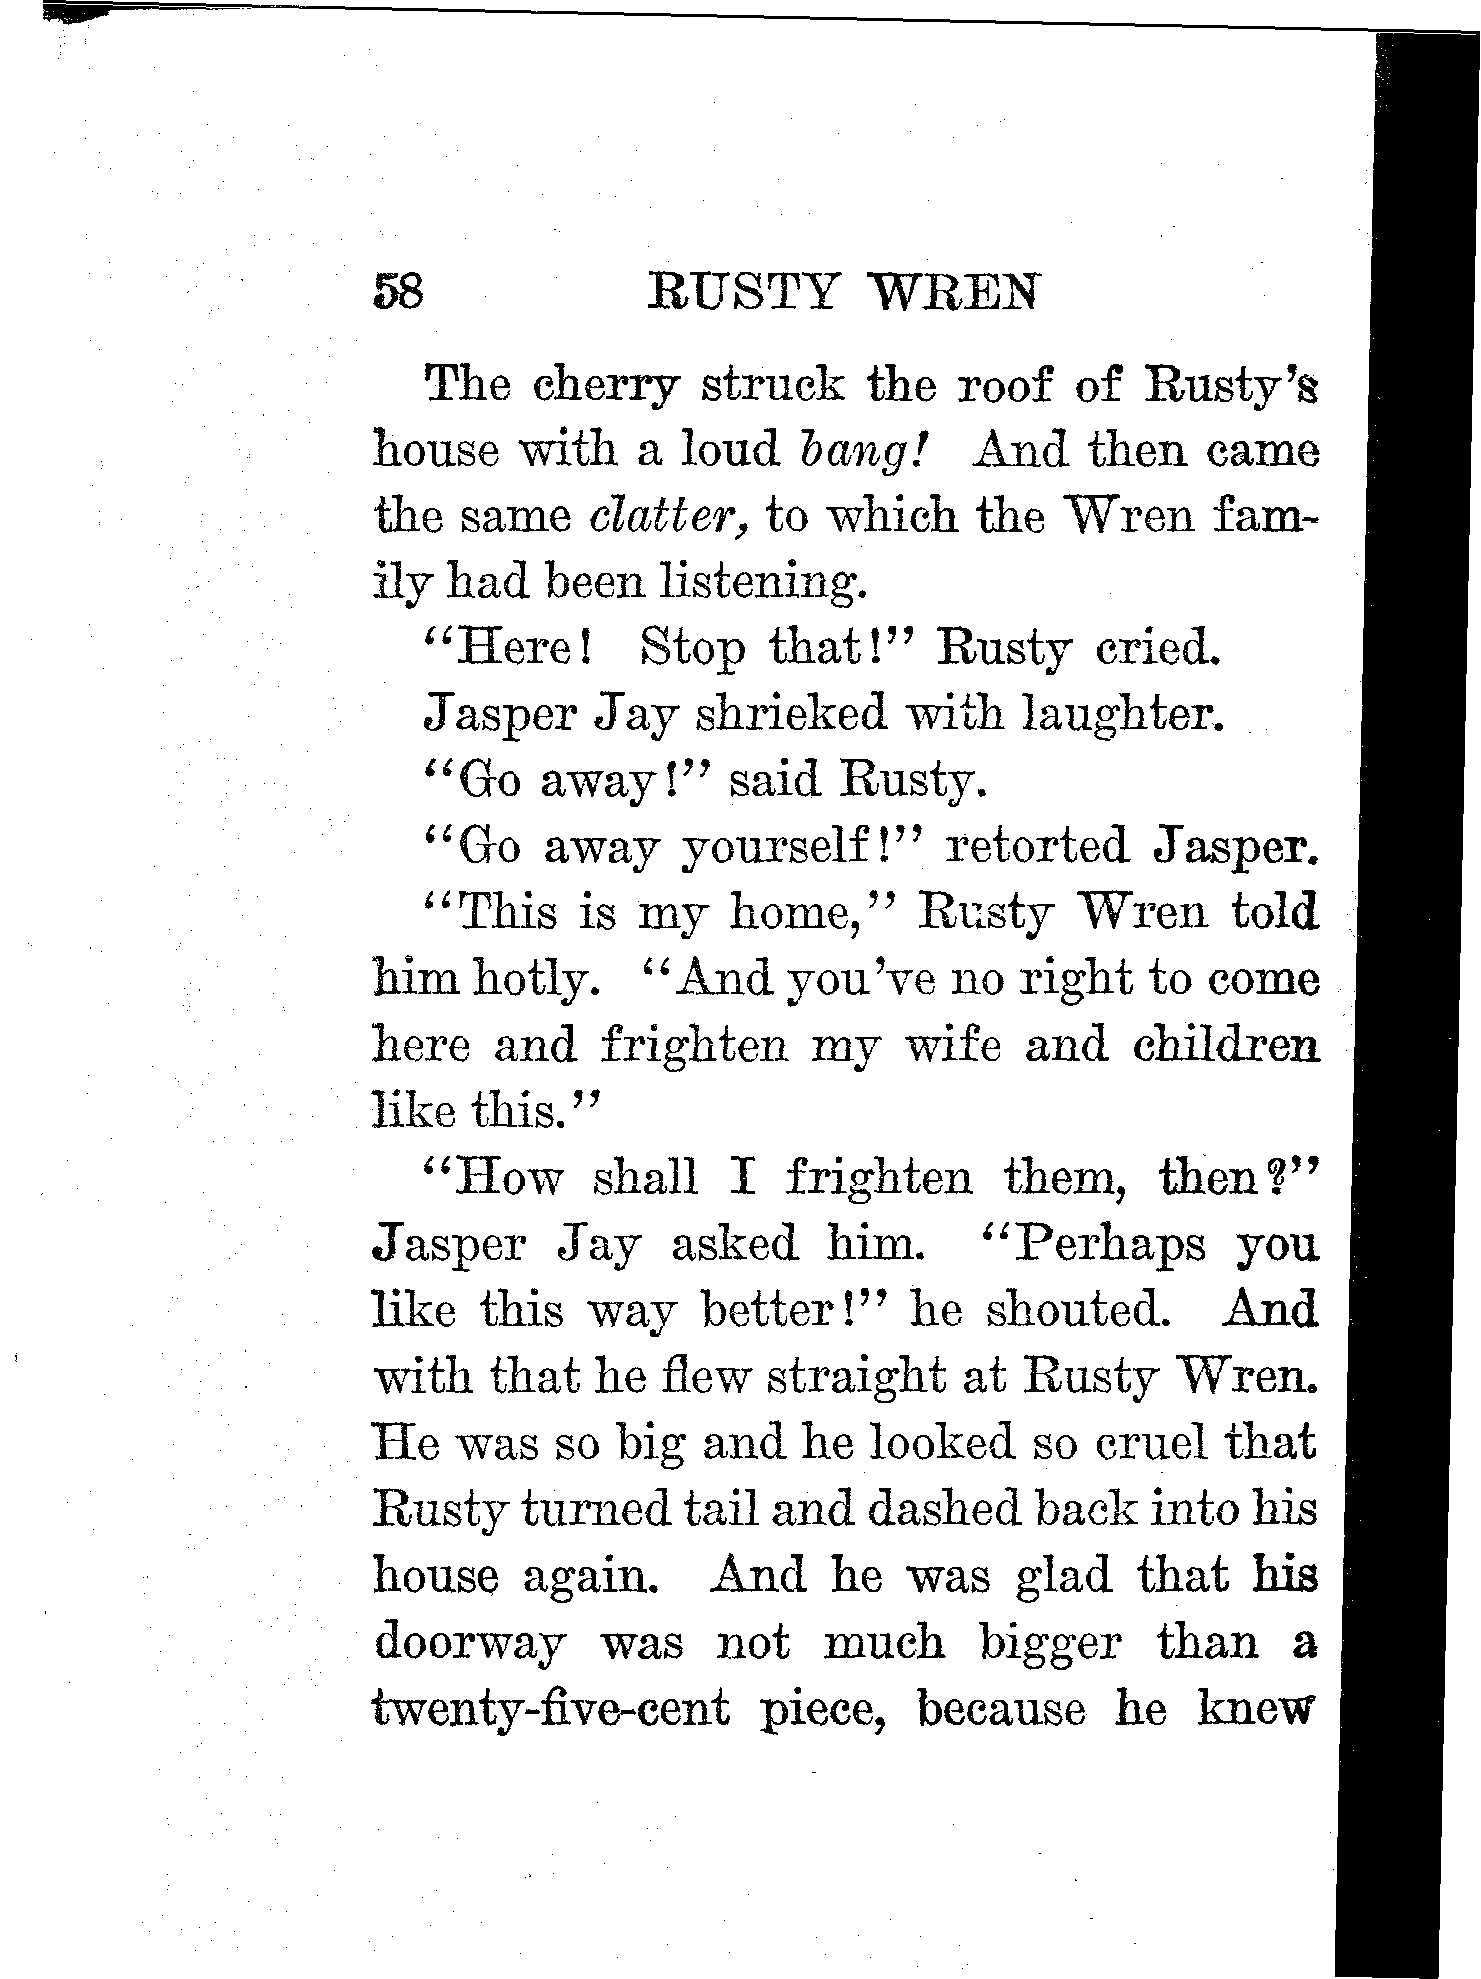 58 RUSTY WREN
The cherry struck the roof of Rusty's
house with a loud bang! And then came
the same clatter, to which the Wren fam-
ily had been listening.
"Here! Stop that!" Rusty cried.
Jasper Jay shrieked with laughter.
"Go away!" said Rusty.
"Go away yourself!" retorted Jasper.
"This is my home," Rusty Wren told
him hotly. "And you've no right to come
here and frighten my wife and children
like this."
"How shall I frighten them, then?"
Jasper Jay asked him. "Perhaps you
like this way better!" he shouted. And
with that he flew straight at Rusty Wren.
He was so big and he looked so cruel that
Rusty turned tail and dashed back into his
house again. And he was glad that his
doorway was not much bigger than a
twenty-five-cent piece, because he knew